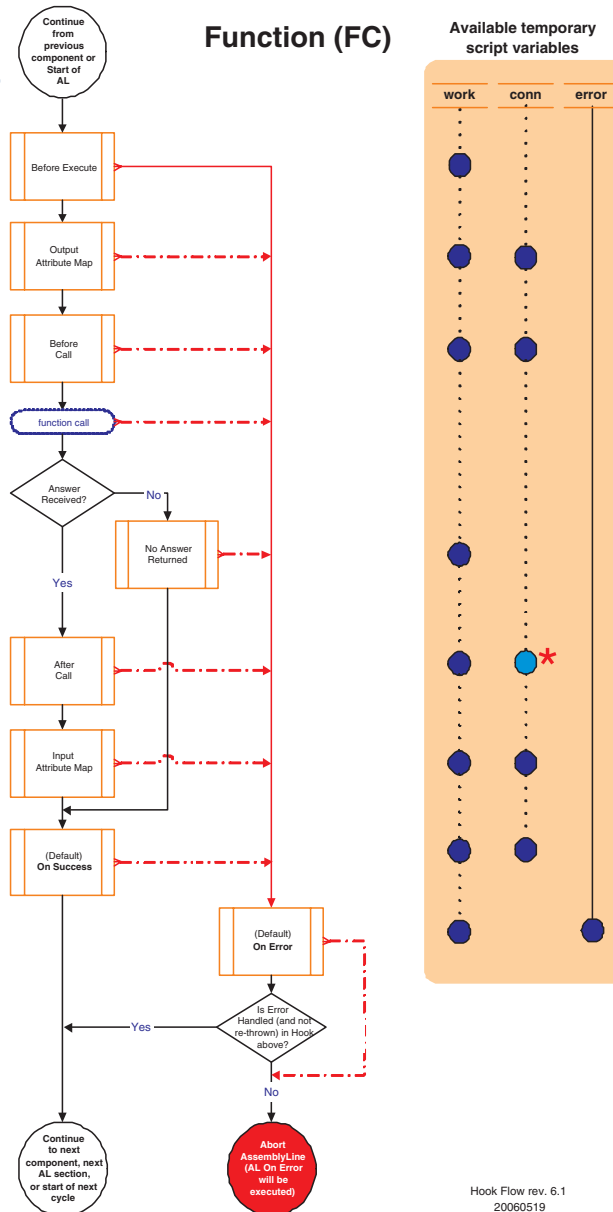 Continue
from
previous
component or
Start of
AL
Function (FC)
Available temporary
script variables
work
conn
error
Before Execute
Output
Attribute Map
Before
Call
function call
Answer
Received?
No
No Answer
Returned
Yes
After
Call
*
Input
Attribute Map
(Default)
On Success
(Default)
On Error
Is Error
Handled (and not
re-thrown) in Hook
above?
Yes
No
Continue
to next
component, next
AL section,
or start of next
cycle
Abort
AssemblyLine
(AL On Error
will be
executed)
Hook Flow rev. 6.1
20060519